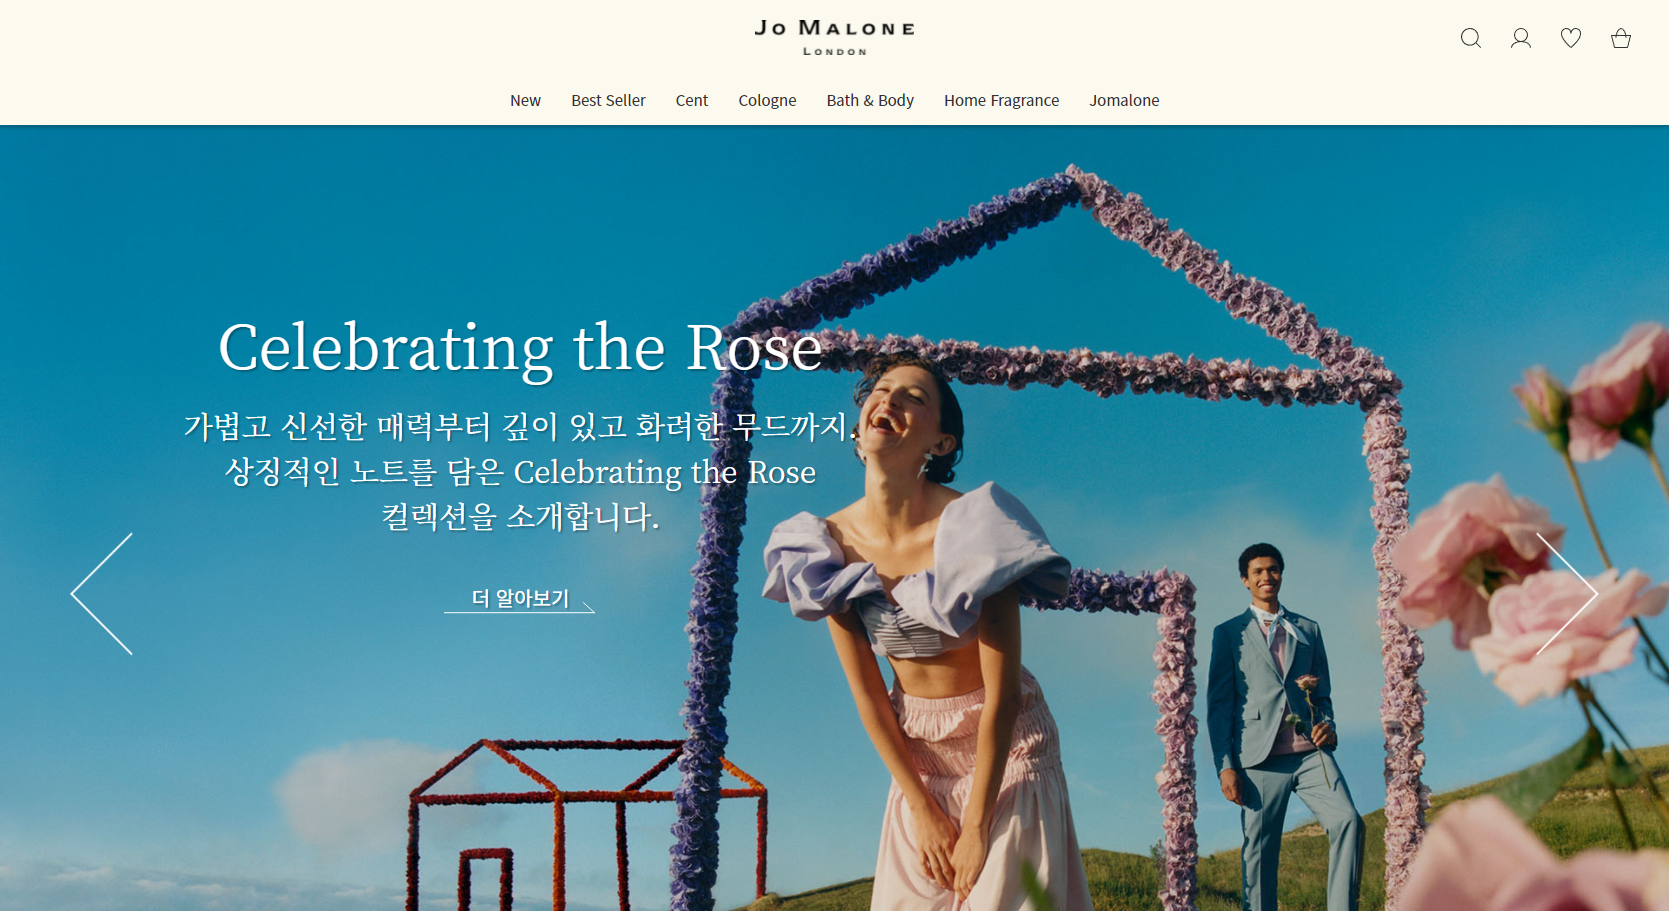 JO MALONE
LONDON
New Best Seller Cent Cologne Bath & Body Home Fragrance Jomalone
Celebrating the Rose
가볍고 신선한 매력부터 깊이 있고 화려한 무드까지.
상징적인 노트를 담은 Celebrating the Rose
컬렉션을 소개합니다.
더 알아보기